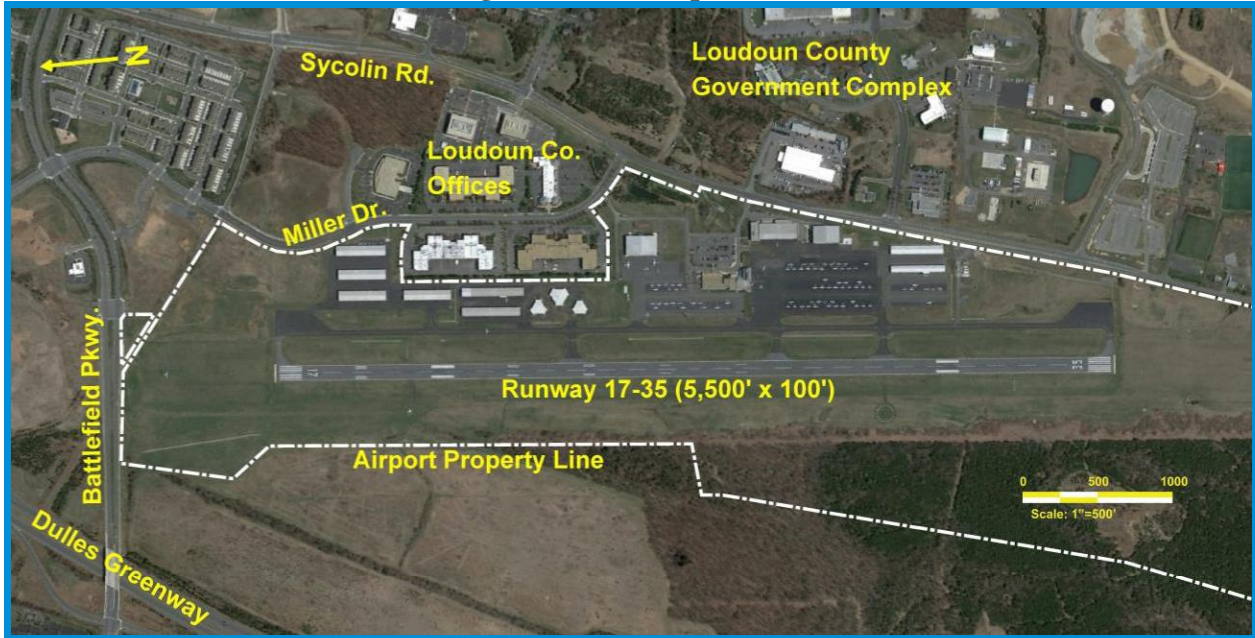 N
Sycolin Rd.
Loudoun County
Government Complex
Loudoun Co.
Offices
Miller Dr.
Battlefield Pkwy.
17
35
Runway 17-35 (5,500' x 100')
Airport Property Line
0 500 1000
Scale: 1"=500'
Dulles Greenway